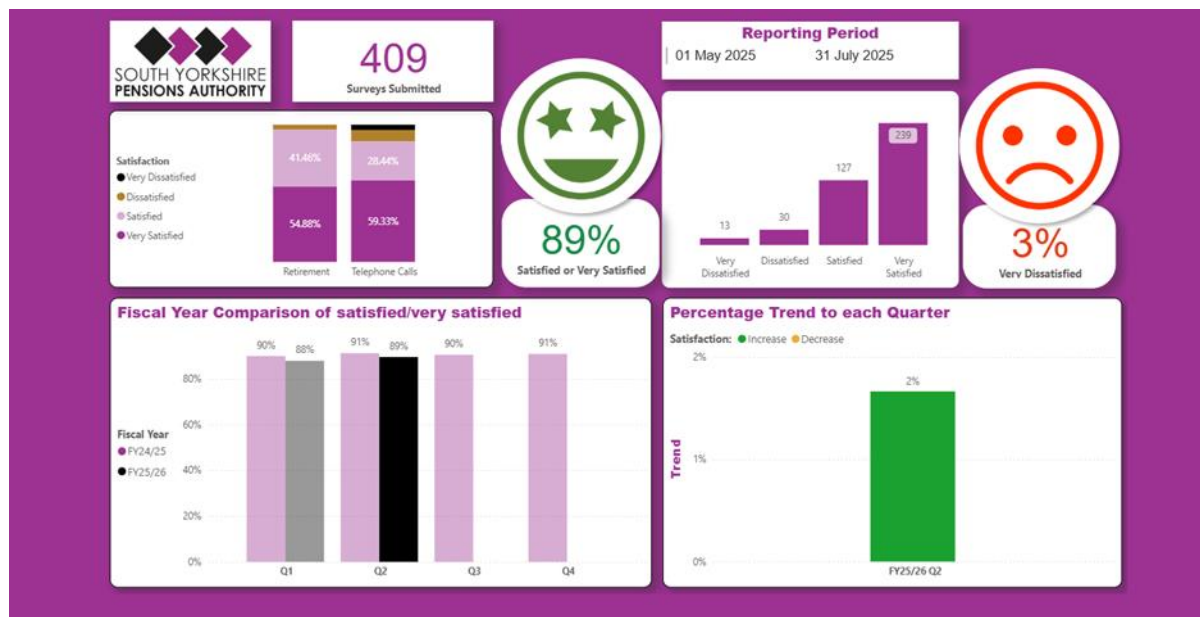 SOUTH YORKSHIRE
PENSIONS AUTHORITY
409
Surveys Submitted
Reporting Period
01 May 2025 31 July 2025
Satisfaction
Very Dissatisfied
Dissatisfied
Satisfied
Very Satisfied
41.46%
28.44%
54.88%
59.33%
Retirement Telephone Calls
89%
Satisfied or Very Satisfied
13
30
127
239
Very
Dissatisfied
Dissatisfied
Satisfied
Very
Satisfied
3%
Very Dissatisfied
Fiscal Year Comparison of satisfied/very satisfied
90% 88% 91% 89% 90% 91%
80%
60%
40%
20%
0%
Fiscal Year
FY24/25
FY25/26
Q1 Q2 Q3 Q4
Percentage Trend to each Quarter
Satisfaction: Increase Decrease
2%
2%
1%
0%
Trend
FY25/26 Q2